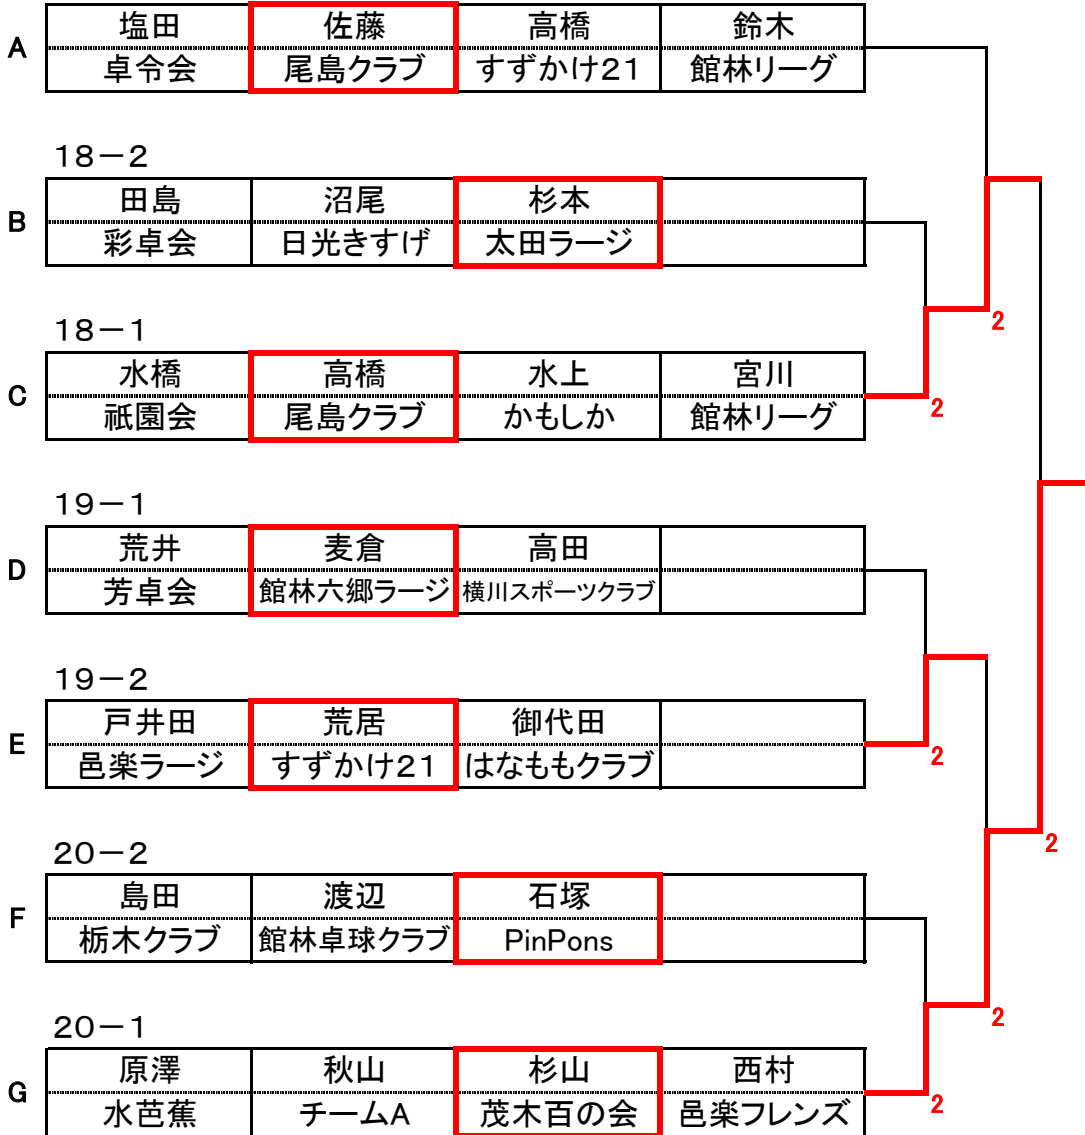 A
塩田 佐藤 高橋 鈴木
卓令会 尾島クラブ すずかけ21 館林リーグ
18－2
B
田島 沼尾 杉本
彩卓会 日光きすげ 太田ラージ
2
18－1
C
水橋 高橋 水上 宮川
祇園会 尾島クラブ かもしか 館林リーグ
2
19－1
D
荒井 麦倉 高田
芳卓会 館林六郷ラージ 横川スポーツクラブ
19－2
E
戸井田 荒居 御代田
邑楽ラージ すずかけ21 はなももクラブ
2
2
20－2
F
島田 渡辺 石塚
栃木クラブ 館林卓球クラブ PinPons
2
20－1
G
原澤 秋山 杉山 西村
水芭蕉 チームA 茂木百の会 邑楽フレンズ
2